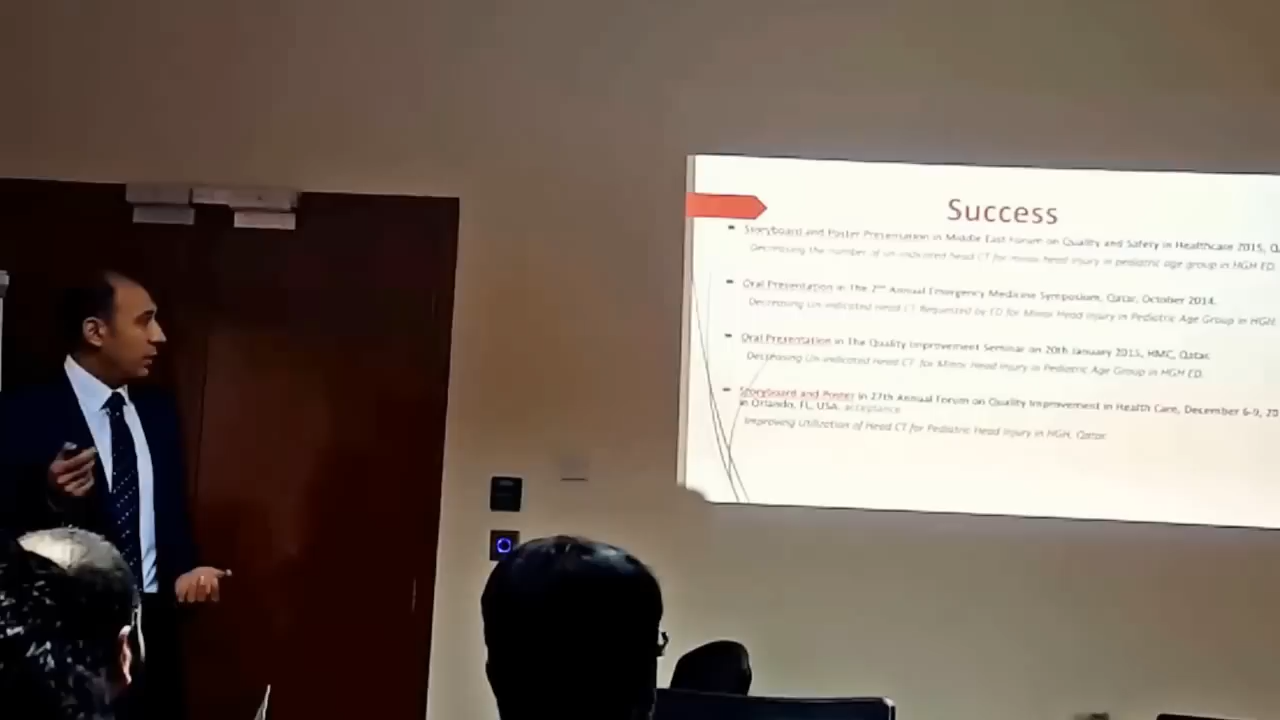 Success
Storyboard and Poster Presentation in Middle East Forum on Quality and Safety in Healthcare 2015,
Decreasing the number of un-indicated head CT for minor head injury in pediatric age group in HGH ED.
Oral Presentation in The 2nd Annual Emergency Medicine Symposium, Qatar, October 2014.
Decreasing Un-indicated Head CT Requested by ED for Minor Head Injury in Pediatric Age Group in HGH
Oral Presentation in The Quality Improvement Seminar on 20th January 2015, HMC, Qatar.
Decreasing Un-indicated Head CT for Minor Head Injury in Pediatric Age Group in HGH ED.
Storyboard and Poster in 27th Annual Forum on Quality Improvement in Health Care, December 6-9, 20
in Orlando, FL, USA. acceptance
Improving Utilization of Head CT for Pediatric Head Injury in HGH, Qatar